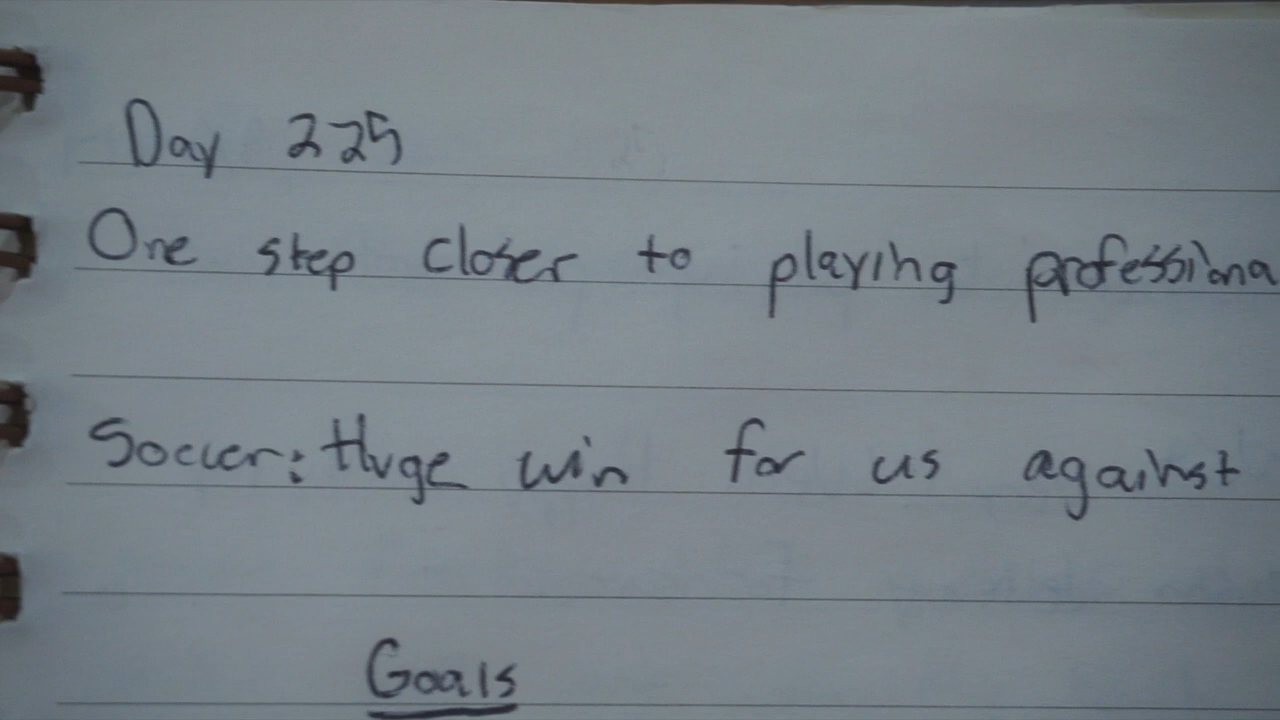 Day 225
One step closer to playing professiona
Soccer: Huge win for us against
Goals